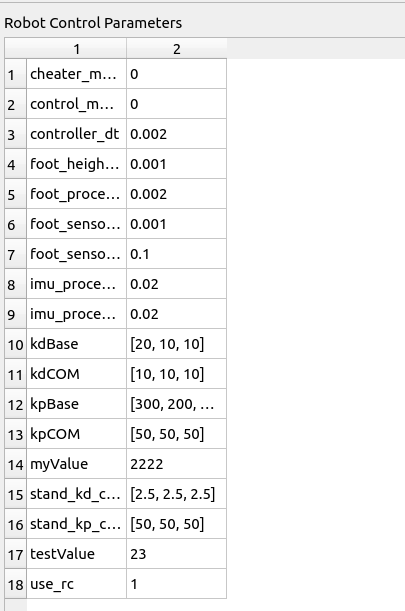 Robot Control Parameters
1 2
1 cheater_m... 0
2 control_m... 0
3 controller_dt 0.002
4 foot_heigh... 0.001
5 foot_proce... 0.002
6 foot_senso... 0.001
7 foot_senso... 0.1
8 imu_proce... 0.02
9 imu_proce... 0.02
10 kdBase [20, 10, 10]
11 kdCOM [10, 10, 10]
12 kpBase [300, 200, ...
13 kpCOM [50, 50, 50]
14 myValue 2222
15 stand_kd_c... [2.5, 2.5, 2.5]
16 stand_kp_c... [50, 50, 50]
17 testValue 23
18 use_rc 1